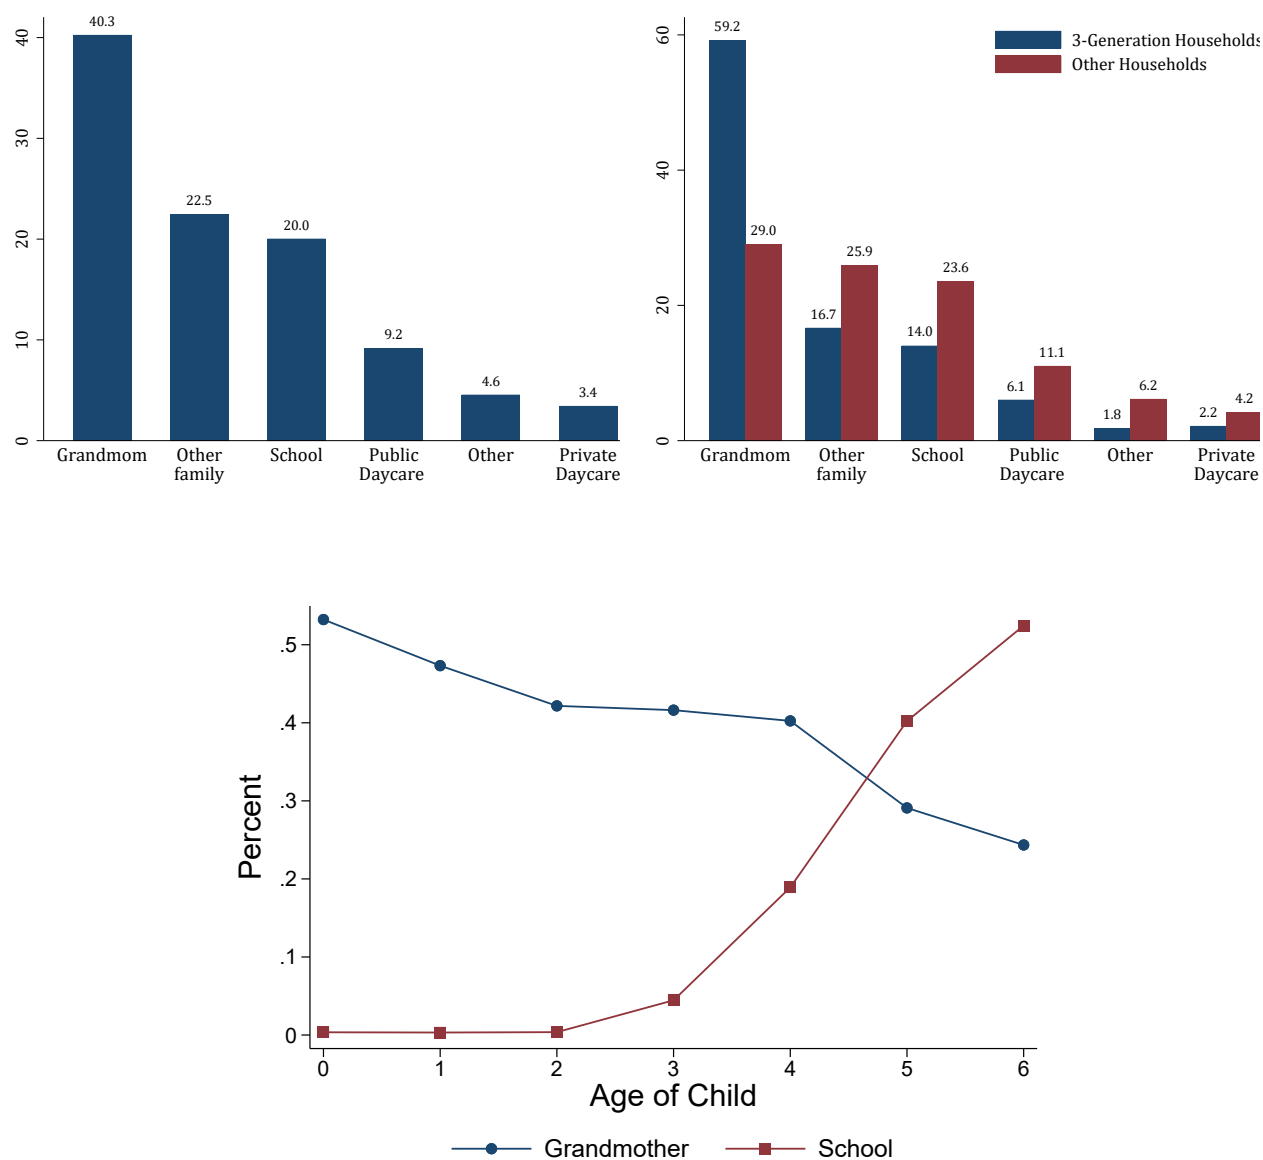 40
30
20
10
0
40.3
22.5
20.0
9.2
4.6
3.4
Grandmom
Other
family
School
Public
Daycare
Other
Private
Daycare
60
40
20
0
59.2
29.0
16.7
25.9
14.0
23.6
6.1
11.1
1.8
6.2
2.2
4.2
3-Generation Households
Other Households
Grandmom
Other
family
School
Public
Daycare
Other
Private
Daycare
Percent
.5
.4
.3
.2
.1
0
0 1 2 3 4 5 6
Age of Child
Grandmother School